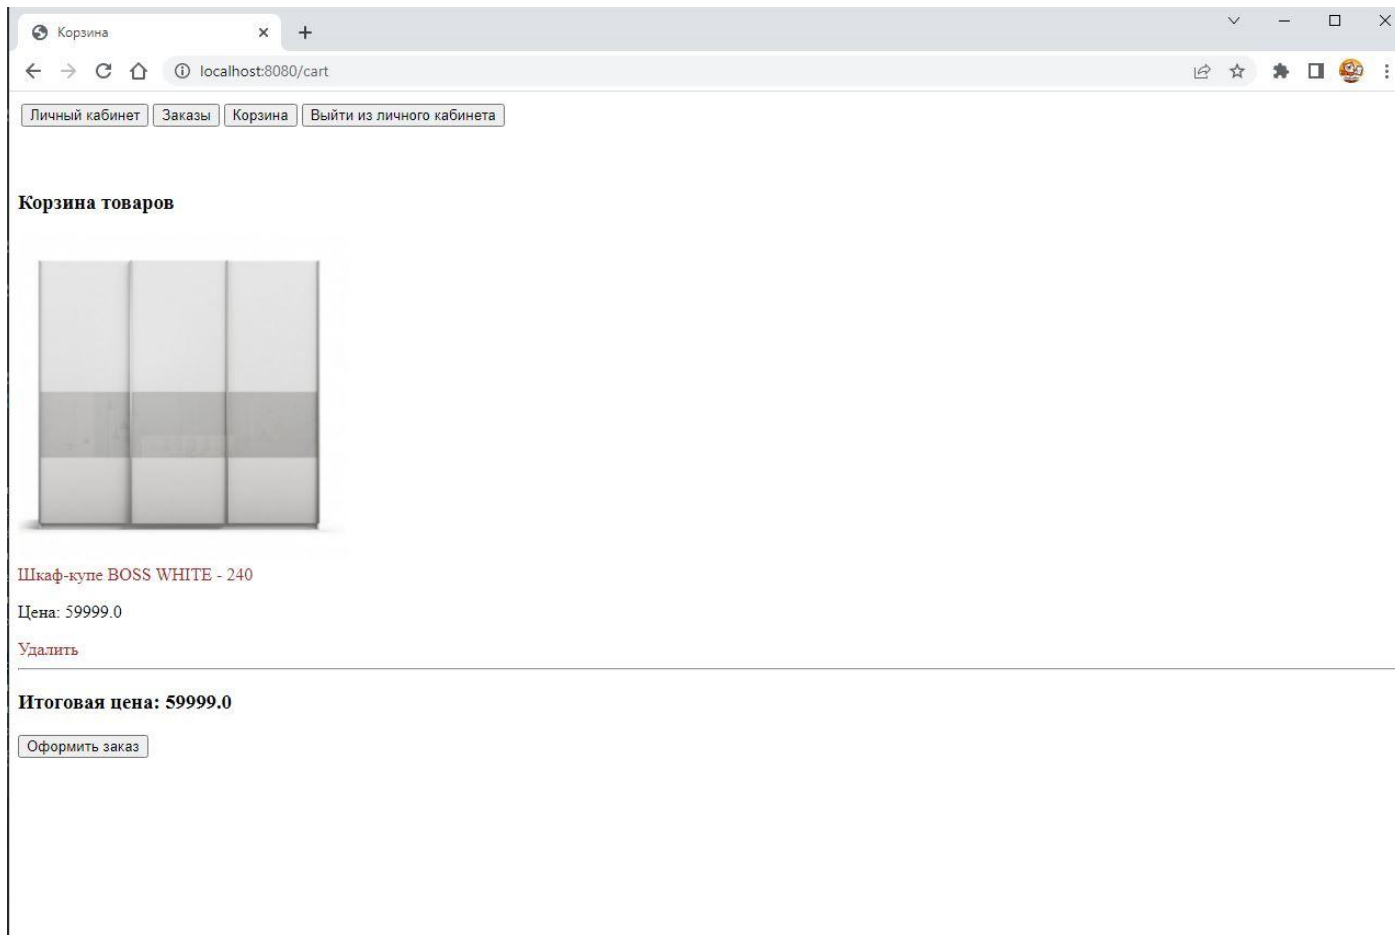 Корзина
localhost:8080/cart
Личный кабинет Заказы Корзина Выйти из личного кабинета
Корзина товаров
Шкаф-купе BOSS WHITE - 240
Цена: 59999.0
Удалить
Итоговая цена: 59999.0
Оформить заказ